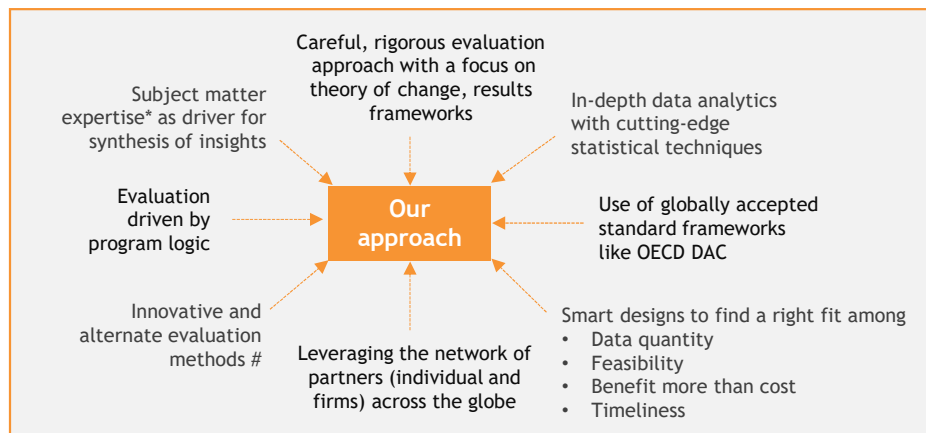 Careful, rigorous evaluation
approach with a focus on
theory of change, results
frameworks
Subject matter
expertise* as driver for
synthesis of insights
In-depth data analytics
with cutting-edge
statistical techniques
Evaluation
driven by
program logic
Our
approach
Use of globally accepted
standard frameworks
like OECD DAC
Innovative and
alternate evaluation
methods #
Leveraging the network of
partners (individual and
firms) across the globe
Smart designs to find a right fit among
• Data quantity
• Feasibility
• Benefit more than cost
• Timeliness